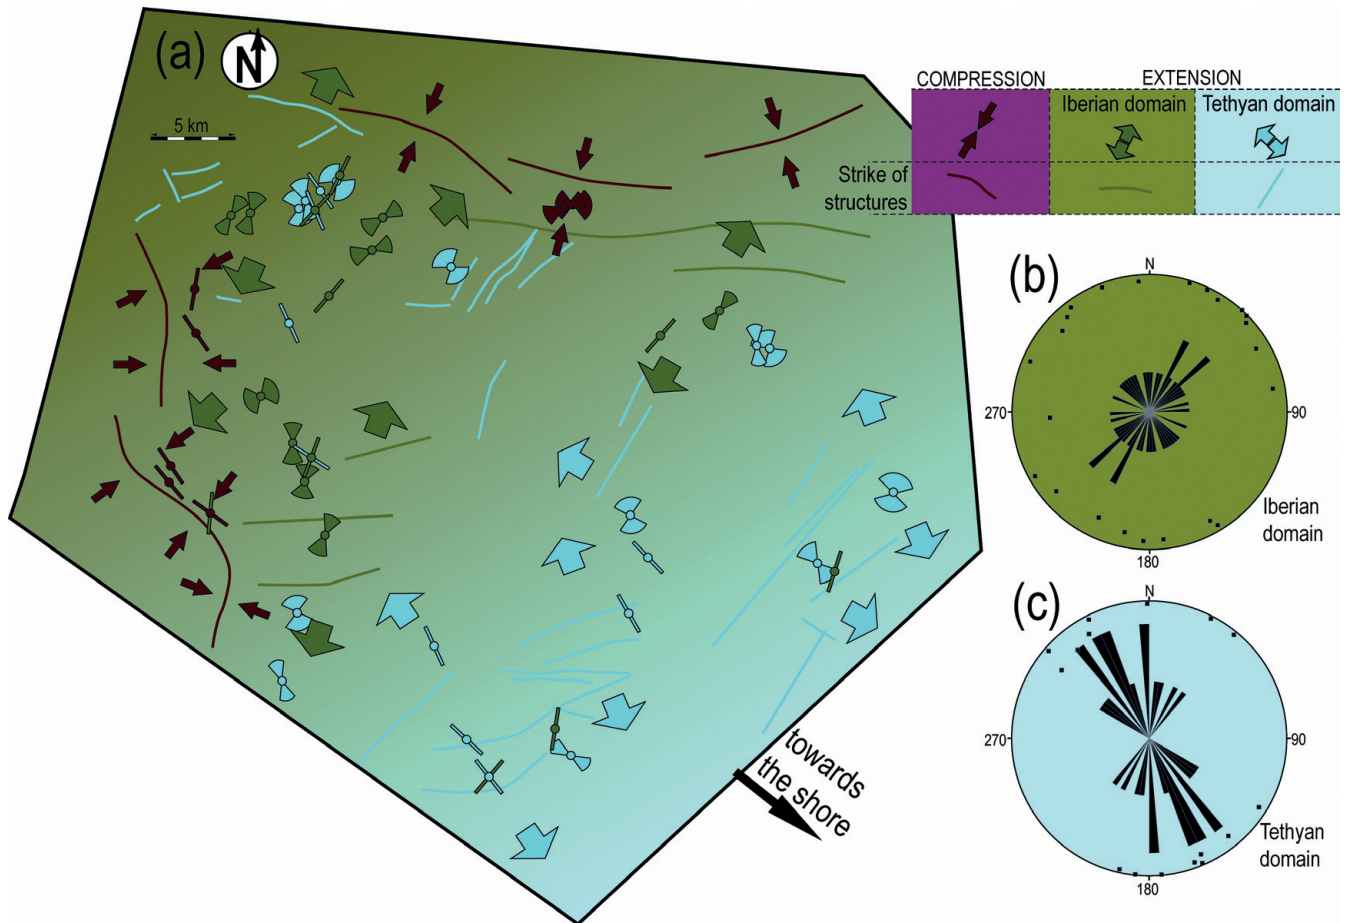 (a)
N
5 km
COMPRESSION
EXTENSION
Iberian domain
Tethyan domain
Strike of
structures
(b)
N
270
90
180
Iberian
domain
(c)
N
270
90
180
Tethyan
domain
towards
the shore